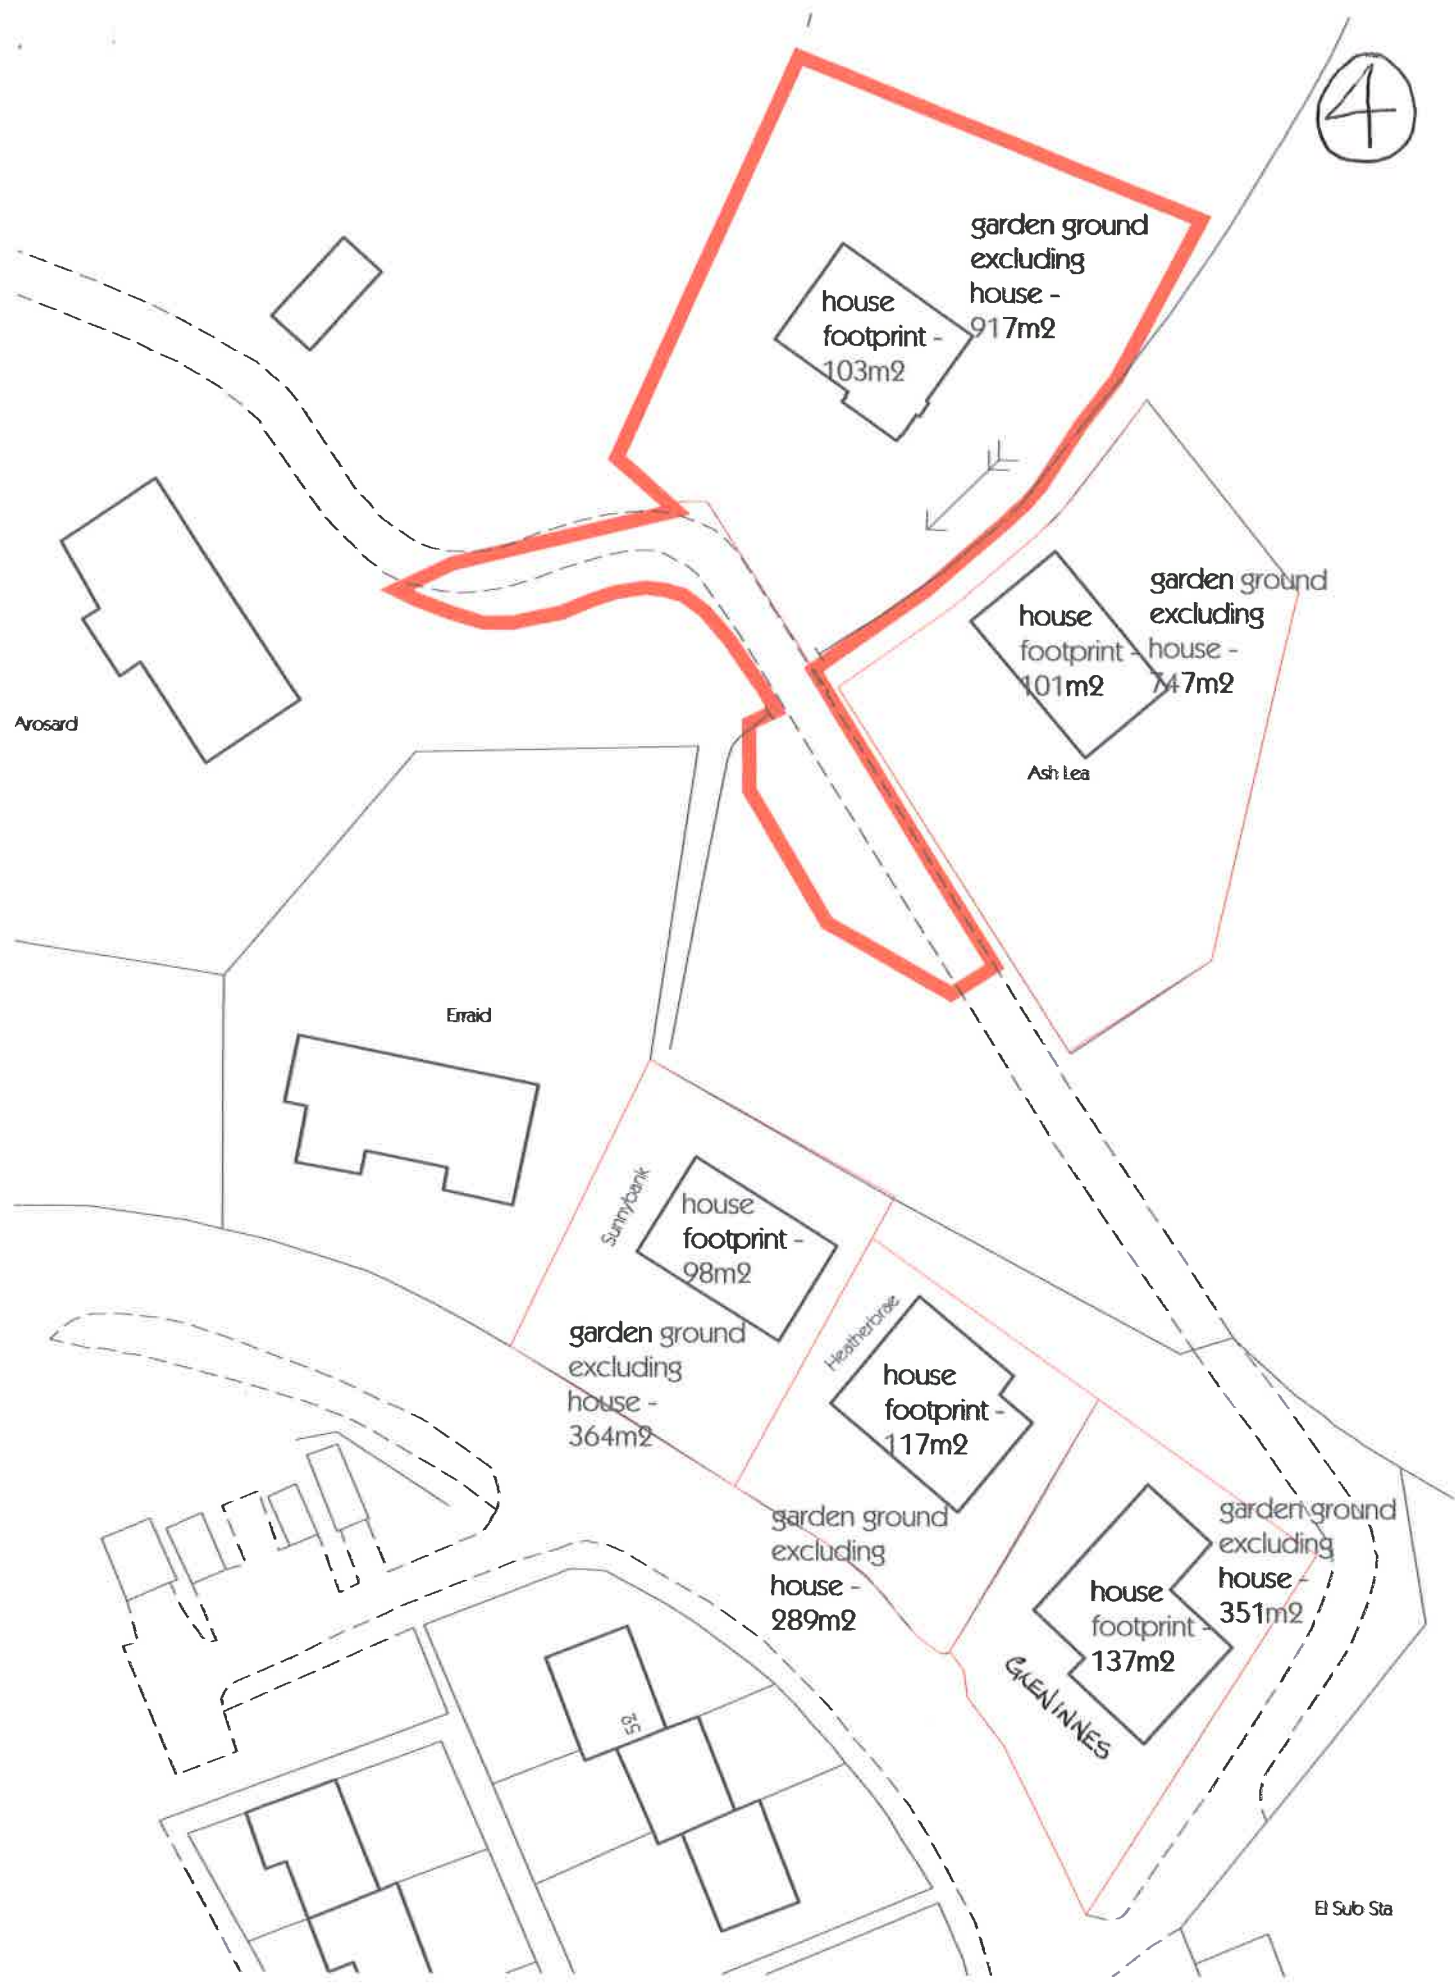 4
garden ground
excluding
house -
917m2
house
footprint -
103m2
garden ground
excluding
house -
747m2
house
footprint -
101m2
Ash Lea
Arosard
Erraid
Sunnybank
house
footprint -
98m2
garden ground
excluding
house -
364m2
Heatherbrae
house
footprint -
117m2
garden ground
excluding
house -
289m2
garden ground
excluding
house -
351m2
house
footprint -
137m2
GLENINNES
52
El Sub Sta